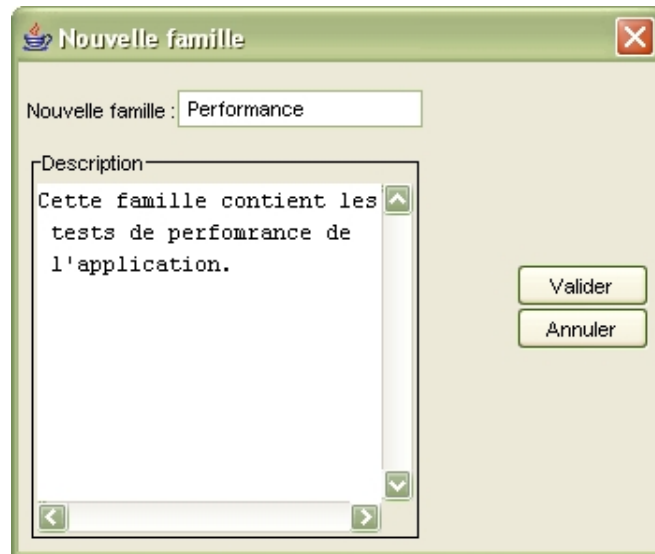 Nouvelle famille
Nouvelle famille : Performance
Description
Cette famille contient les
tests de perfomrance de
l'application.
Valider
Annuler